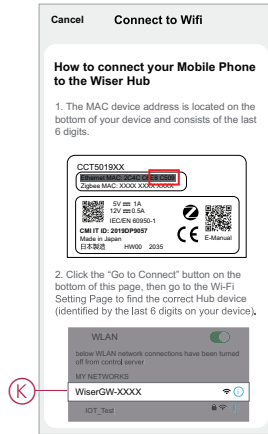 Cancel Connect to Wifi
How to connect your Mobile Phone
to the Wiser Hub
1. The MAC device address is located on the
bottom of your device and consists of the last
6 digits.
CCT5019XX
Ethernet MAC: 2C4C C6E8 C509
Zigbee MAC: XXXX XXXX XXXX
5V ⎓ 1A
12V ⎓ 0.5A
IEC/EN 60950-1
CMI IT ID: 2019DP9057
Made in Japan
日本製造 HW00 2035
CE
E-Manual
2. Click the “Go to Connect” button on the
bottom of this page, then go to the Wi-Fi
Setting Page to find the correct Hub device
(identified by the last 6 digits on your device).
WLAN
below WLAN network connections have been turned
off from control server
MY NETWORKS
K
WiserGW-XXXX
IOT_Test